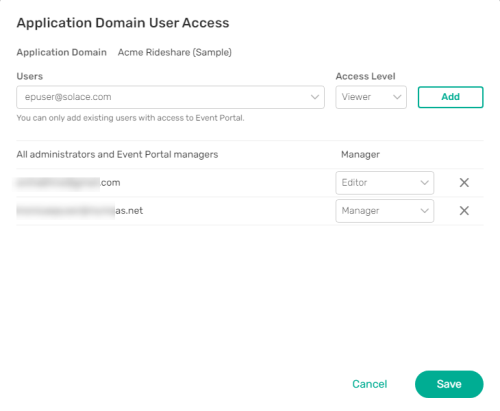 Application Domain User Access
Application Domain Acme Rideshare (Sample)
Users Access Level
epuser@solace.com Viewer Add
You can only add existing users with access to Event Portal.
All administrators and Event Portal managers Manager
.com Editor
as.net Manager
Cancel Save